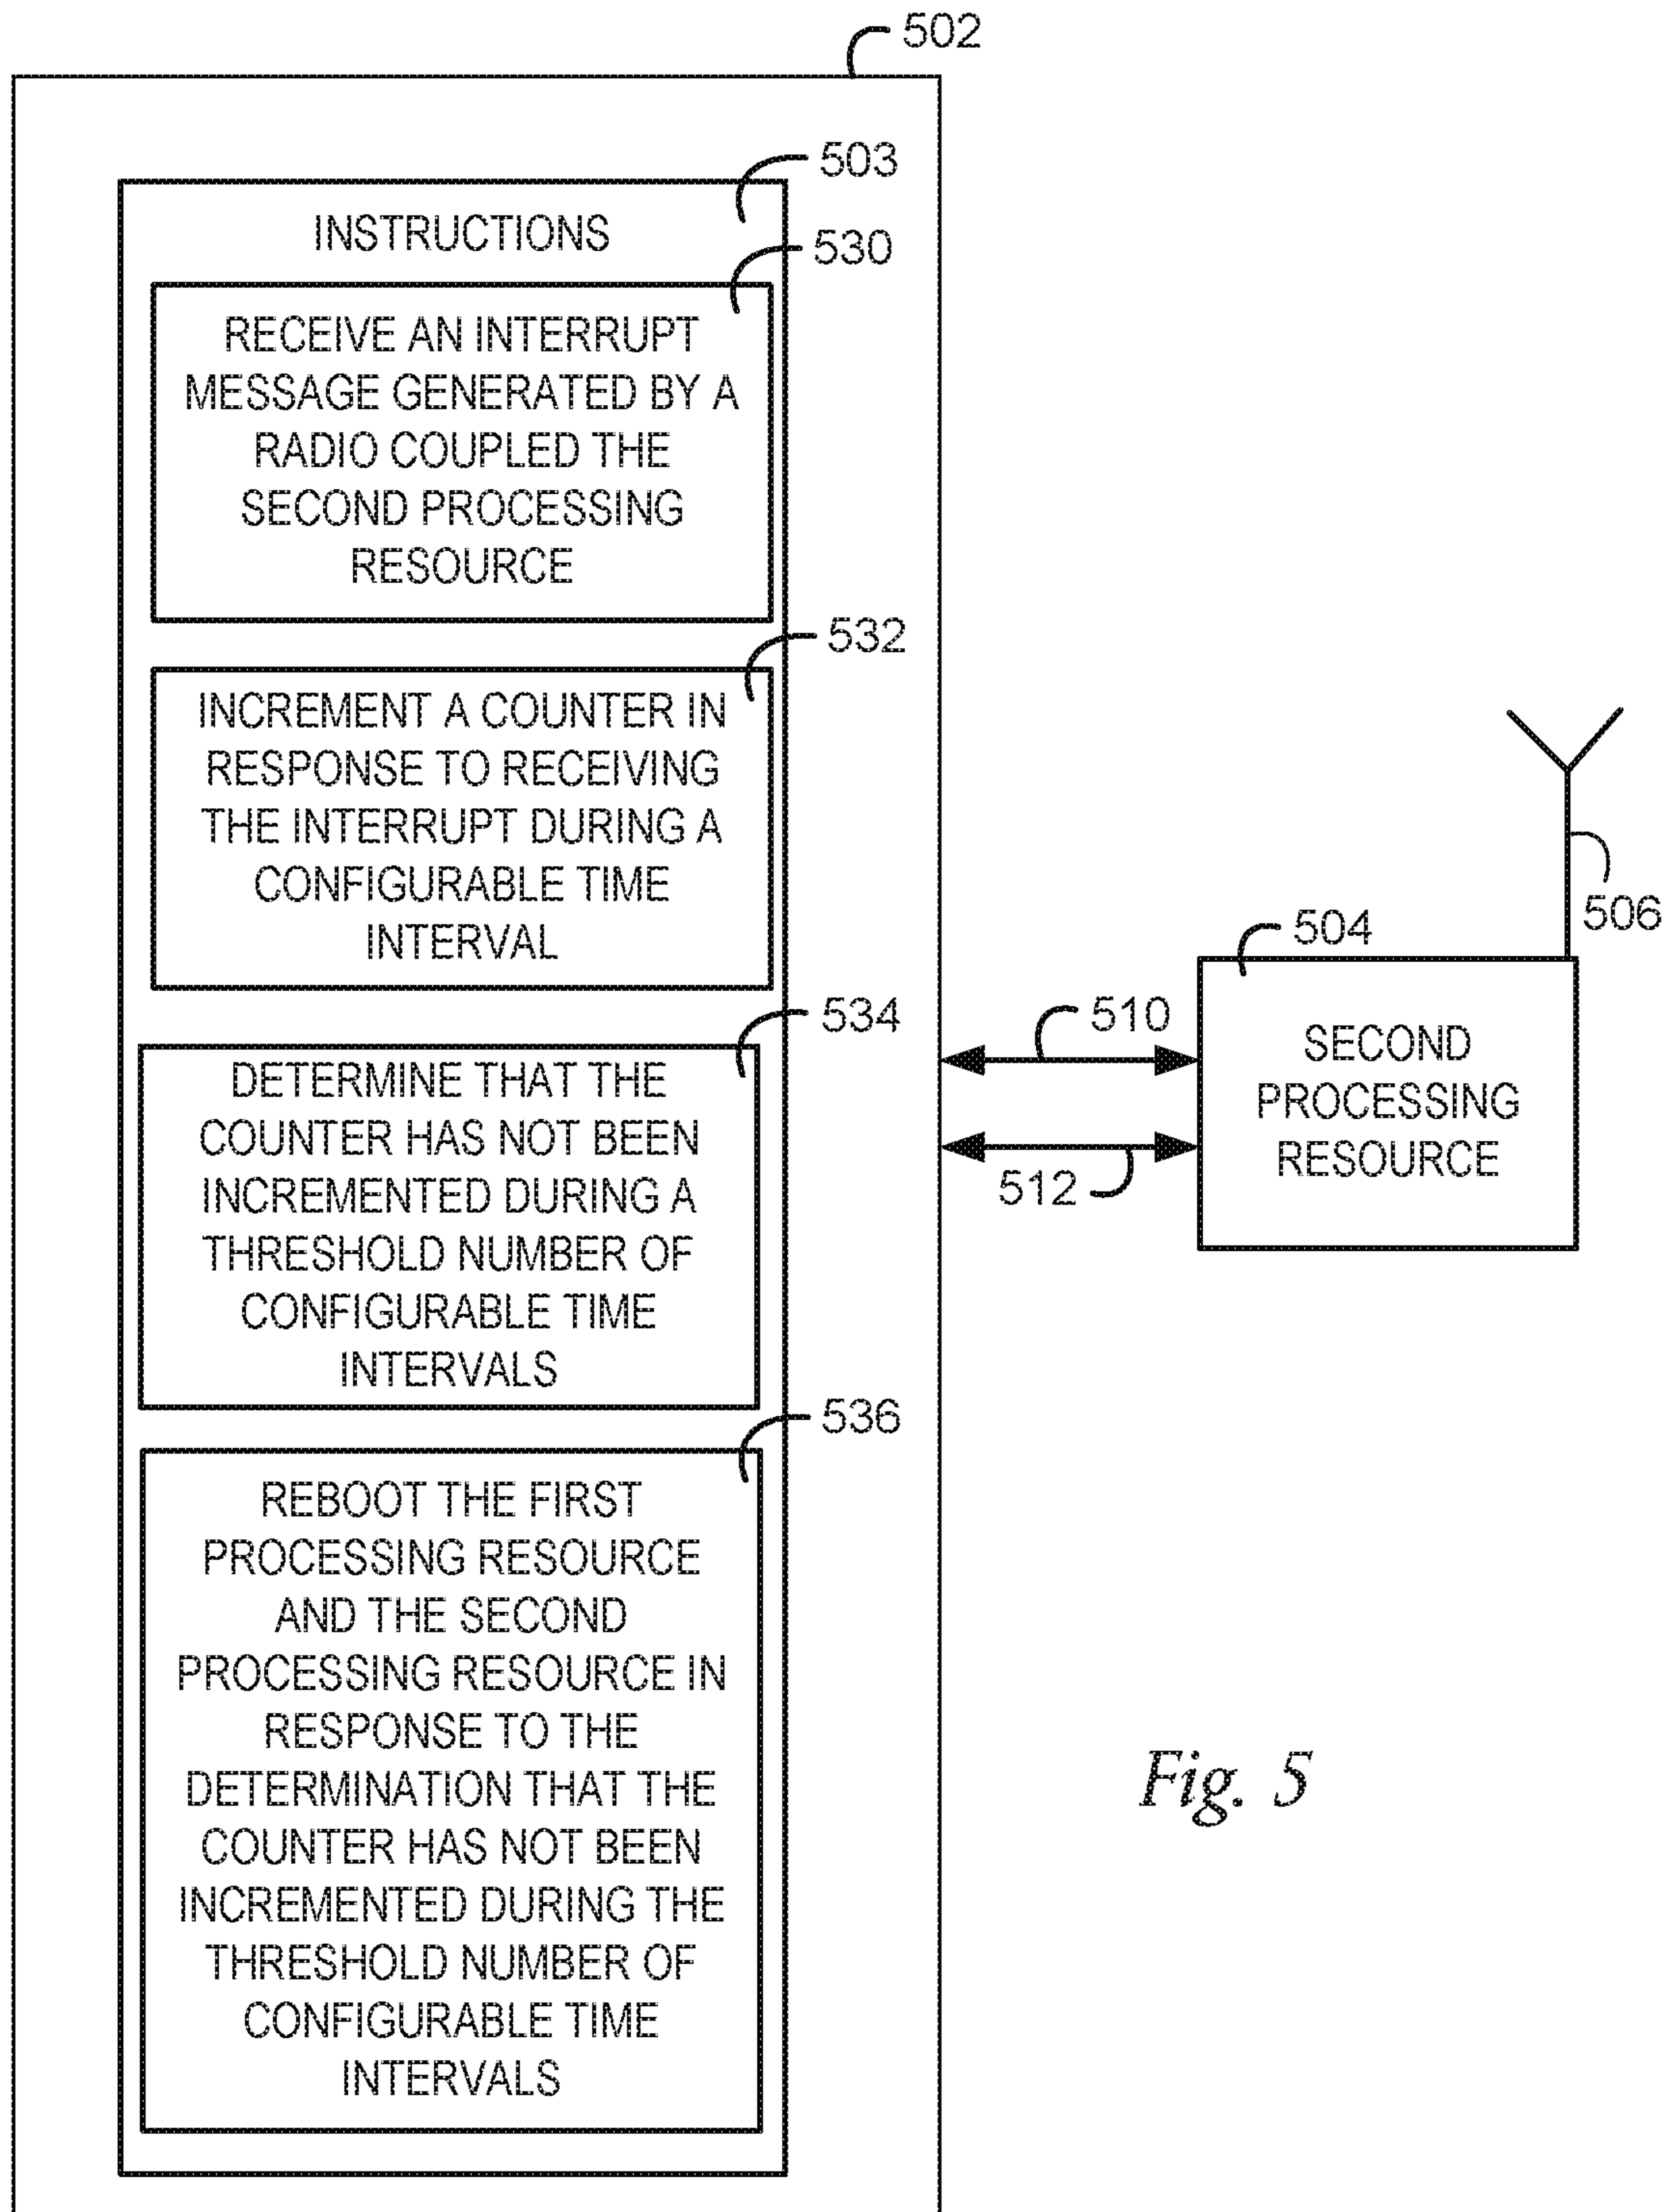 502
503
INSTRUCTIONS
530
RECEIVE AN INTERRUPT
MESSAGE GENERATED BY A
RADIO COUPLED THE
SECOND PROCESSING
RESOURCE
532
INCREMENT A COUNTER IN
RESPONSE TO RECEIVING
THE INTERRUPT DURING A
CONFIGURABLE TIME
INTERVAL
534
DETERMINE THAT THE
COUNTER HAS NOT BEEN
INCREMENTED DURING A
THRESHOLD NUMBER OF
CONFIGURABLE TIME
INTERVALS
536
REBOOT THE FIRST
PROCESSING RESOURCE
AND THE SECOND
PROCESSING RESOURCE IN
RESPONSE TO THE
DETERMINATION THAT THE
COUNTER HAS NOT BEEN
INCREMENTED DURING THE
THRESHOLD NUMBER OF
CONFIGURABLE TIME
INTERVALS
506
504
510
512
SECOND
PROCESSING
RESOURCE
Fig. 5